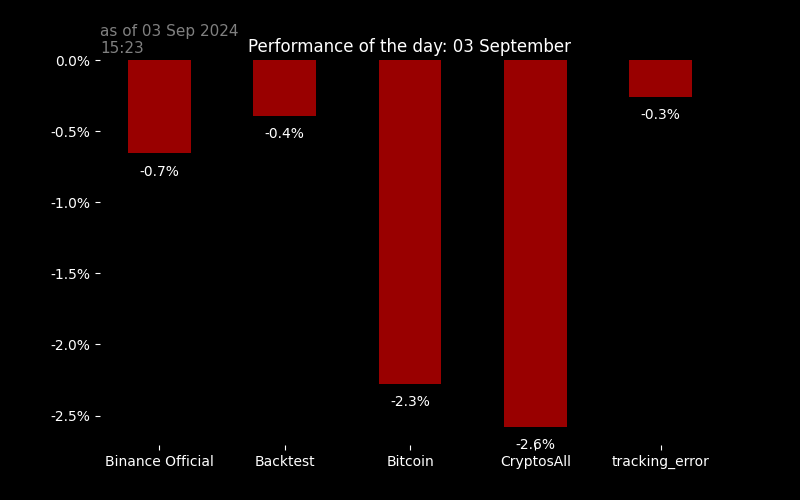 as of 03 Sep 2024
15:23
Performance of the day: 03 September
0.0%
-0.5%
-1.0%
-1.5%
-2.0%
-2.5%
-0.7%
-0.4%
-2.3%
-2.6%
-0.3%
Binance Official
Backtest
Bitcoin
CryptosAll
tracking_error